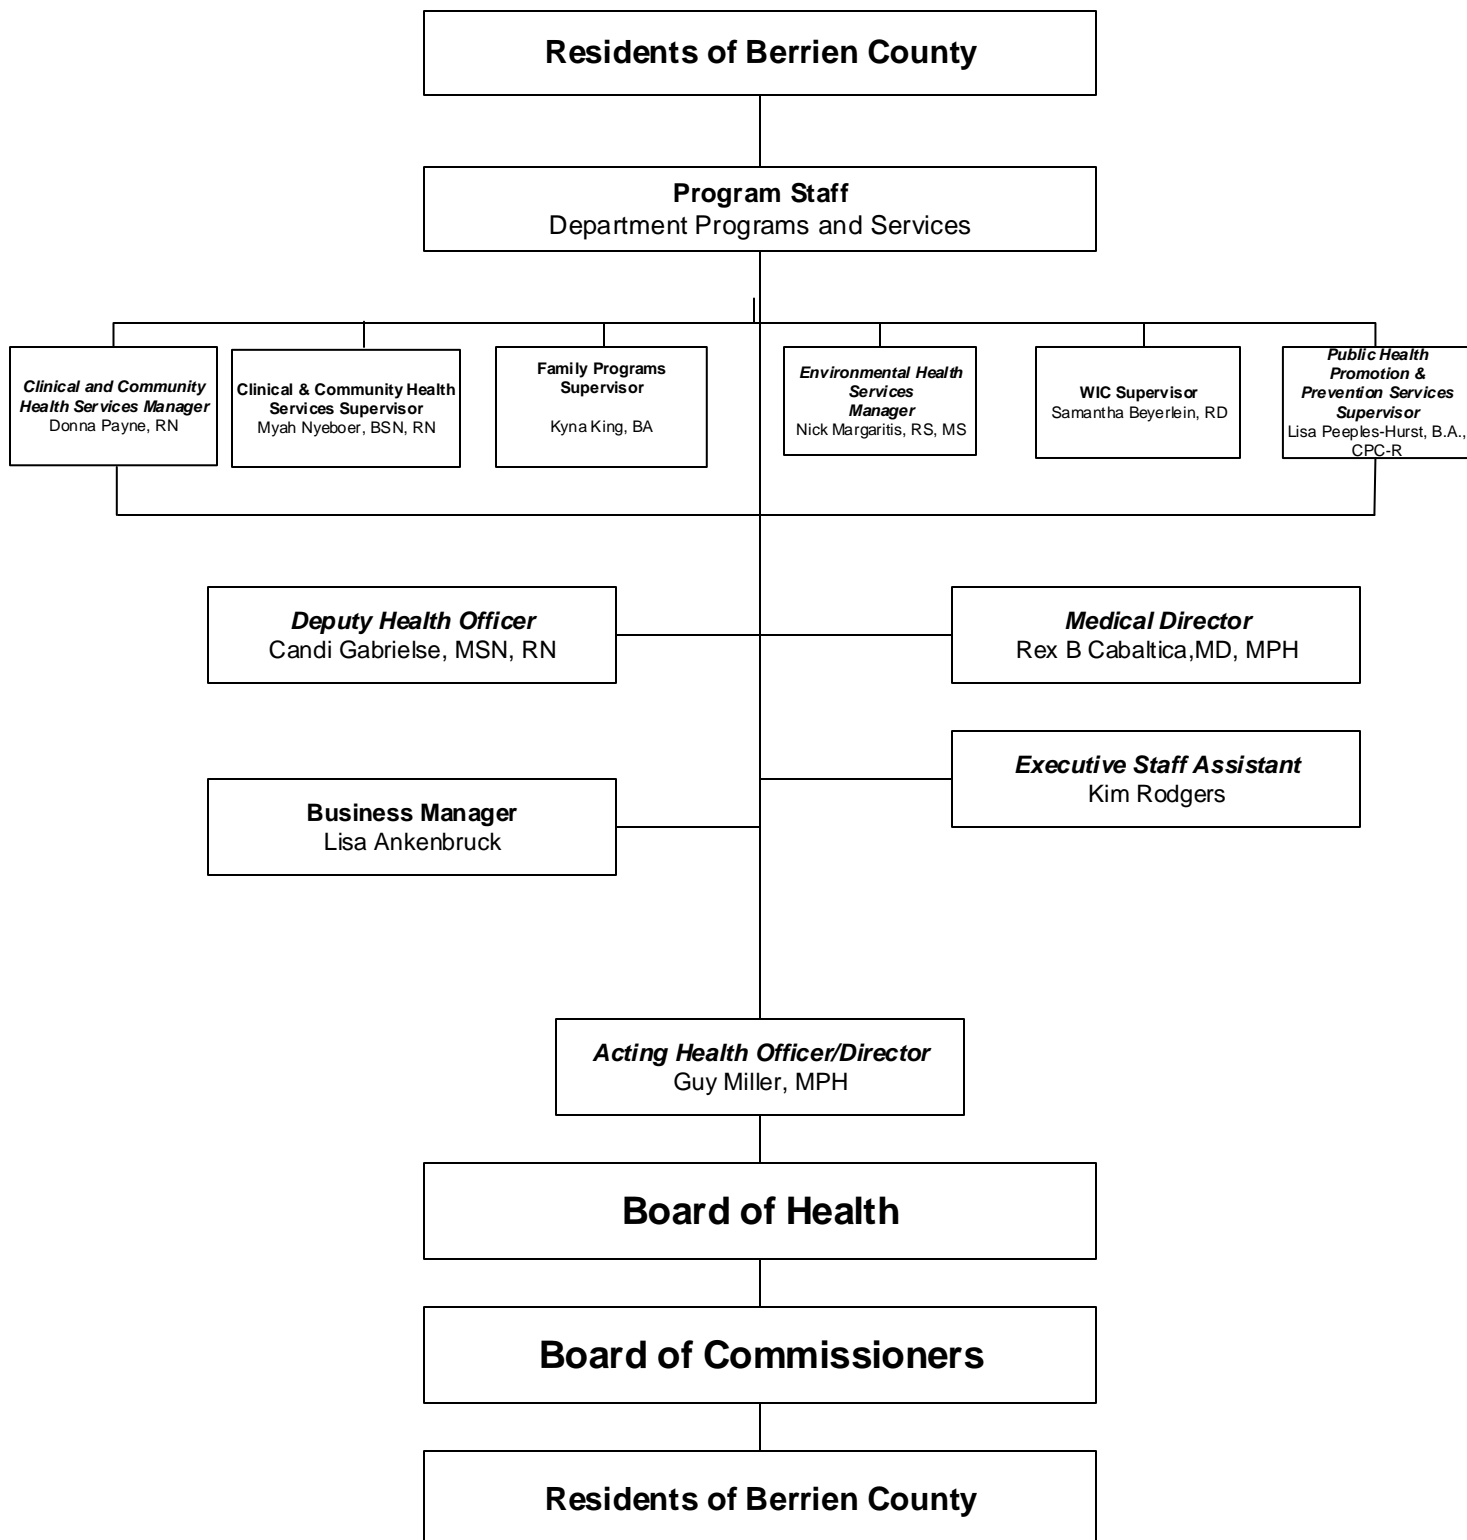 Residents of Berrien County
Program Staff
Department Programs and Services
Clinical and Community
Health Services Manager
Donna Payne, RN
Clinical & Community Health
Services Supervisor
Myah Nyeboer, BSN, RN
Family Programs
Supervisor
Kyna King, BA
Environmental Health
Services
Manager
Nick Margaritis, RS, MS
WIC Supervisor
Samantha Beyerlein, RD
Public Health
Promotion &
Prevention Services
Supervisor
Lisa Peeples-Hurst, B.A.,
CPC-R
Deputy Health Officer
Candi Gabrielse, MSN, RN
Medical Director
Rex B Cabaltica,MD, MPH
Executive Staff Assistant
Kim Rodgers
Business Manager
Lisa Ankenbruck
Acting Health Officer/Director
Guy Miller, MPH
Board of Health
Board of Commissioners
Residents of Berrien County